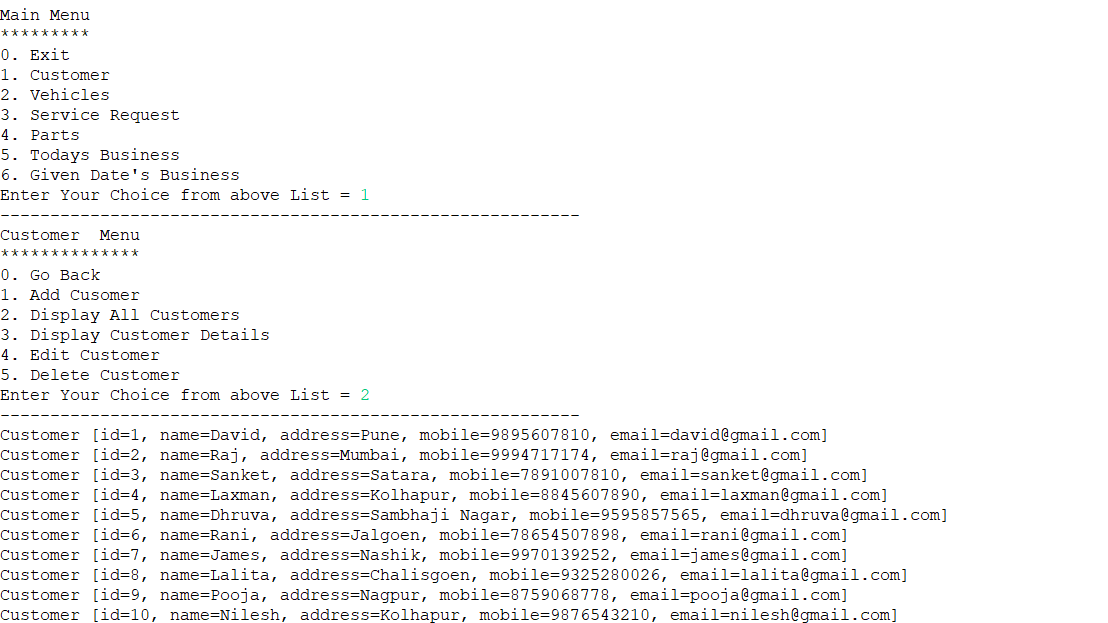 Main Menu
*********
0. Exit
1. Customer
2. Vehicles
3. Service Request
4. Parts
5. Todays Business
6. Given Date's Business
Enter Your Choice from above List = 1
----------------------------------------------------------
Customer  Menu
**************
0. Go Back
1. Add Cusomer
2. Display All Customers
3. Display Customer Details
4. Edit Customer
5. Delete Customer
Enter Your Choice from above List = 2
----------------------------------------------------------
Customer [id=1, name=David, address=Pune, mobile=9895607810, email=david@gmail.com]
Customer [id=2, name=Raj, address=Mumbai, mobile=9994717174, email=raj@gmail.com]
Customer [id=3, name=Sanket, address=Satara, mobile=7891007810, email=sanket@gmail.com]
Customer [id=4, name=Laxman, address=Kolhapur, mobile=8845607890, email=laxman@gmail.com]
Customer [id=5, name=Dhruva, address=Sambhaji Nagar, mobile=9595857565, email=dhruva@gmail.com]
Customer [id=6, name=Rani, address=Jalgoen, mobile=78654507898, email=rani@gmail.com]
Customer [id=7, name=James, address=Nashik, mobile=9970139252, email=james@gmail.com]
Customer [id=8, name=Lalita, address=Chalisgoen, mobile=9325280026, email=lalita@gmail.com]
Customer [id=9, name=Pooja, address=Nagpur, mobile=8759068778, email=pooja@gmail.com]
Customer [id=10, name=Nilesh, address=Kolhapur, mobile=9876543210, email=nilesh@gmail.com]